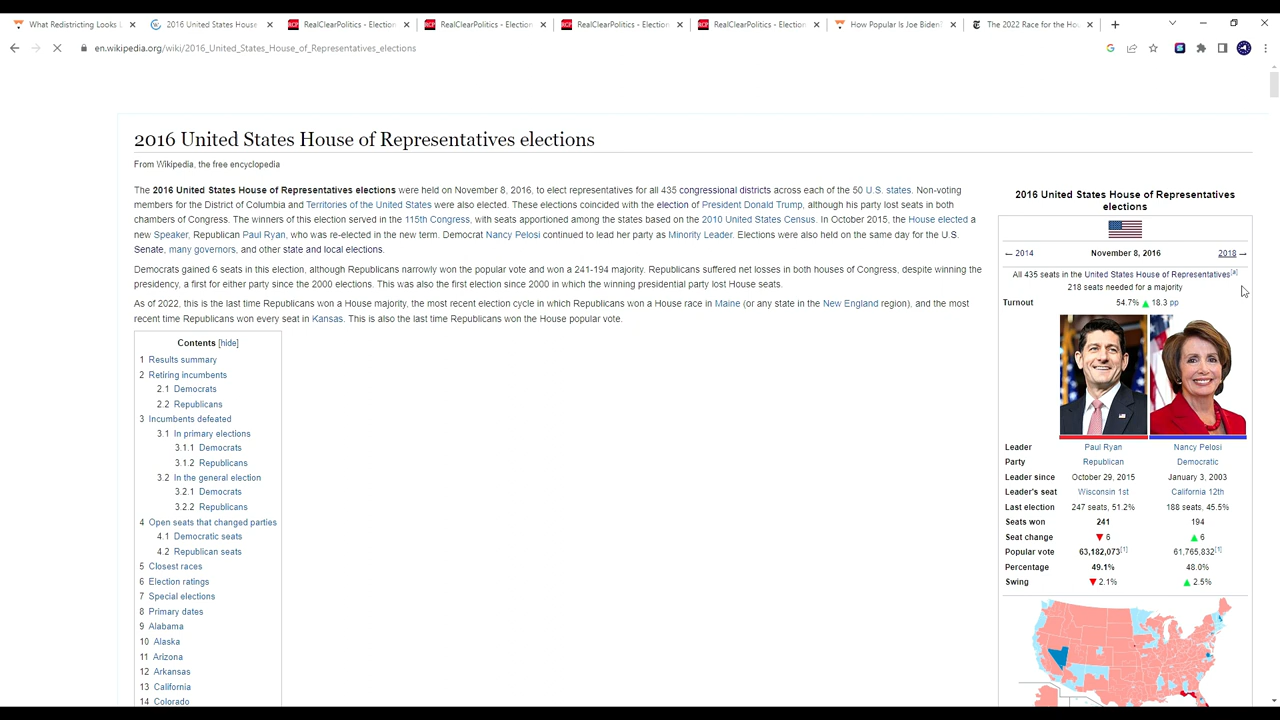 What Redistricting Looks L
2016 United States House
RealClearPolitics - Election
RealClearPolitics - Election
RealClearPolitics - Election
RealClearPolitics - Election
How Popular Is Joe Biden?
The 2022 Race for the Hou
en.wikipedia.org/wiki/2016_United_States_House_of_Representatives_elections
2016 United States House of Representatives elections
From Wikipedia, the free encyclopedia
The 2016 United States House of Representatives elections were held on November 8, 2016, to elect representatives for all 435 congressional districts across each of the 50 U.S. states. Non-voting
members for the District of Columbia and Territories of the United States were also elected. These elections coincided with the election of President Donald Trump, although his party lost seats in both
chambers of Congress. The winners of this election served in the 115th Congress, with seats apportioned among the states based on the 2010 United States Census. In October 2015, the House elected a
new Speaker, Republican Paul Ryan, who was re-elected in the new term. Democrat Nancy Pelosi continued to lead her party as Minority Leader. Elections were also held on the same day for the U.S.
Senate, many governors, and other state and local elections.
Democrats gained 6 seats in this election, although Republicans narrowly won the popular vote and won a 241-194 majority. Republicans suffered net losses in both houses of Congress, despite winning the
presidency, a first for either party since the 2000 elections. This was also the first election since 2000 in which the winning presidential party lost House seats.
As of 2022, this is the last time Republicans won a House majority, the most recent election cycle in which Republicans won a House race in Maine (or any state in the New England region), and the most
recent time Republicans won every seat in Kansas. This is also the last time Republicans won the House popular vote.
Contents [hide]
1 Results summary
2 Retiring incumbents
2.1 Democrats
2.2 Republicans
3 Incumbents defeated
3.1 In primary elections
3.1.1 Democrats
3.1.2 Republicans
3.2 In the general election
3.2.1 Democrats
3.2.2 Republicans
4 Open seats that changed parties
4.1 Democratic seats
4.2 Republican seats
5 Closest races
6 Election ratings
7 Special elections
8 Primary dates
9 Alabama
10 Alaska
11 Arizona
12 Arkansas
13 California
14 Colorado
2016 United States House of Representatives
elections
← 2014 November 8, 2016 2018 →
All 435 seats in the United States House of Representatives[a]
218 seats needed for a majority
Turnout 54.7% ▲ 18.3 pp
Leader Paul Ryan Nancy Pelosi
Party Republican Democratic
Leader since October 29, 2015 January 3, 2003
Leader's seat Wisconsin 1st California 12th
Last election 247 seats, 51.2% 188 seats, 45.5%
Seats won 241 194
Seat change ▼ 6 ▲ 6
Popular vote 63,182,073[1] 61,765,832[1]
Percentage 49.1% 48.0%
Swing ▼ 2.1% ▲ 2.5%